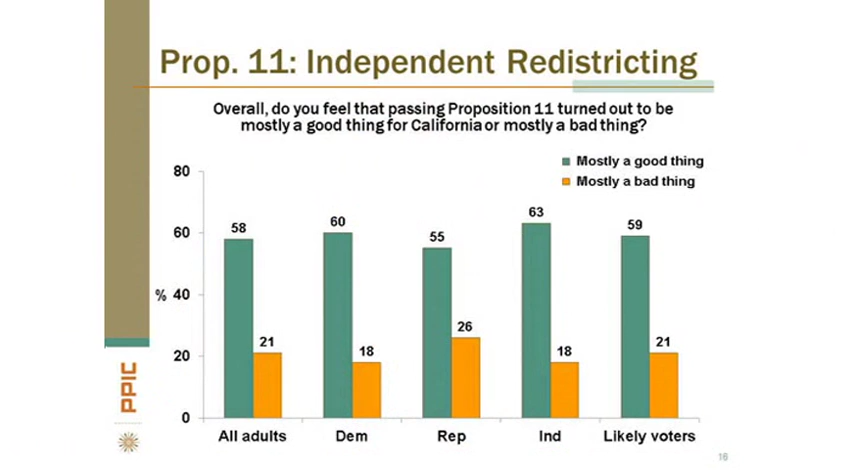 Prop. 11: Independent Redistricting
Overall, do you feel that passing Proposition 11 turned out to be
mostly a good thing for California or mostly a bad thing?
Mostly a good thing
Mostly a bad thing
80
60
% 40
20
0
58
21
60
18
55
26
63
18
59
21
All adults
Dem
Rep
Ind
Likely voters
PPIC
16